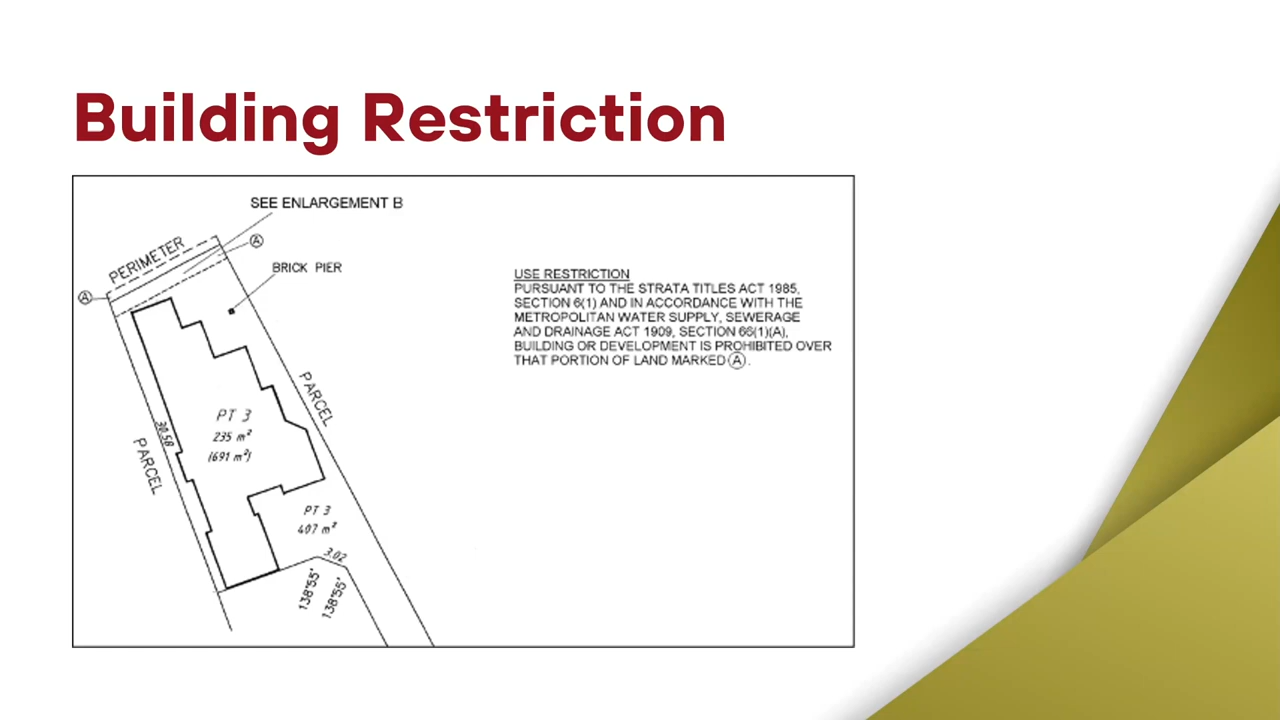 Building Restriction
SEE ENLARGEMENT B
PERIMETER
A
A
BRICK PIER
USE RESTRICTION
PURSUANT TO THE STRATA TITLES ACT 1985,
SECTION 6(1) AND IN ACCORDANCE WITH THE
METROPOLITAN WATER SUPPLY, SEWERAGE
AND DRAINAGE ACT 1909, SECTION 66(1)(A),
BUILDING OR DEVELOPMENT IS PROHIBITED OVER
THAT PORTION OF LAND MARKED A.
PARCEL
PT 3
235 m²
(691 m²)
30.58
PARCEL
PT 3
407 m²
3.02
138°55'
138°55'